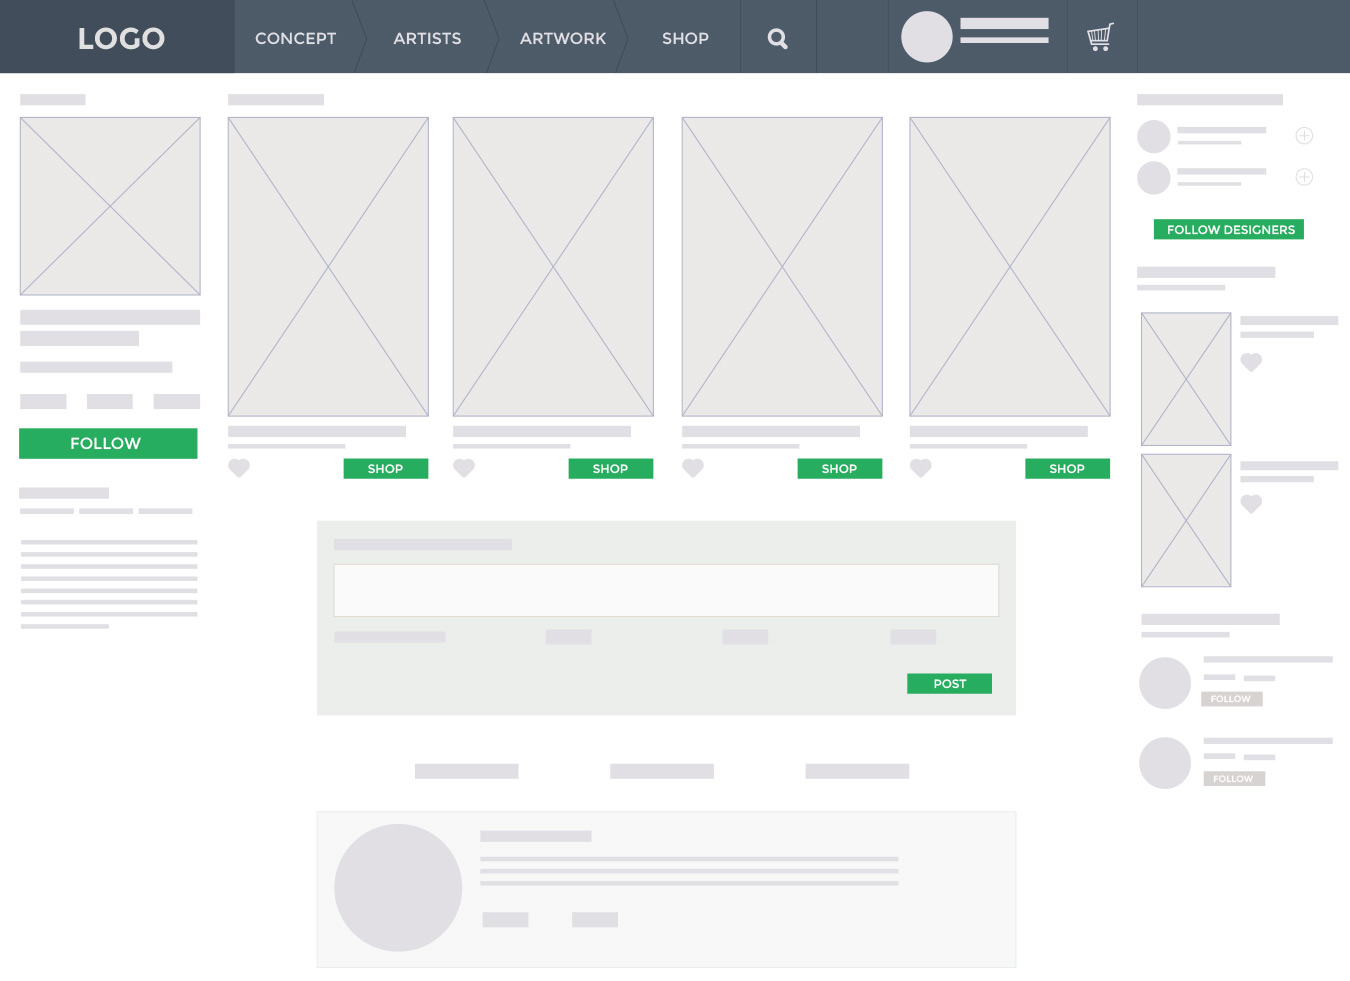 LOGO
CONCEPT
ARTISTS
ARTWORK
SHOP
FOLLOW DESIGNERS
FOLLOW
SHOP
SHOP
SHOP
SHOP
POST
FOLLOW
FOLLOW